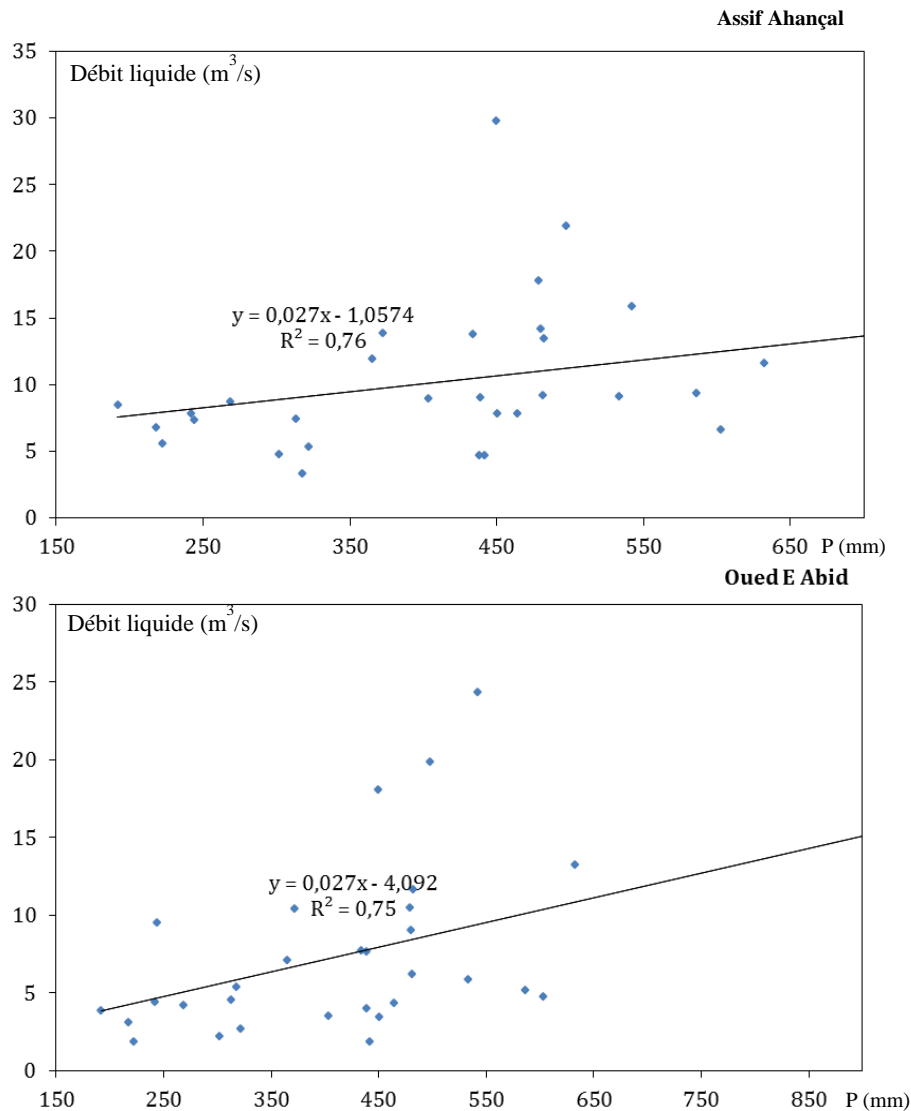 Assif Ahançal
Débit liquide (m³/s)
35
30
25
20
15
10
5
0
y = 0,027x - 1,0574
R² = 0,76
150 250 350 450 550 650 P (mm)
Oued E Abid
Débit liquide (m³/s)
30
25
20
15
10
5
0
y = 0,027x - 4,092
R² = 0,75
150 250 350 450 550 650 750 850 P (mm)